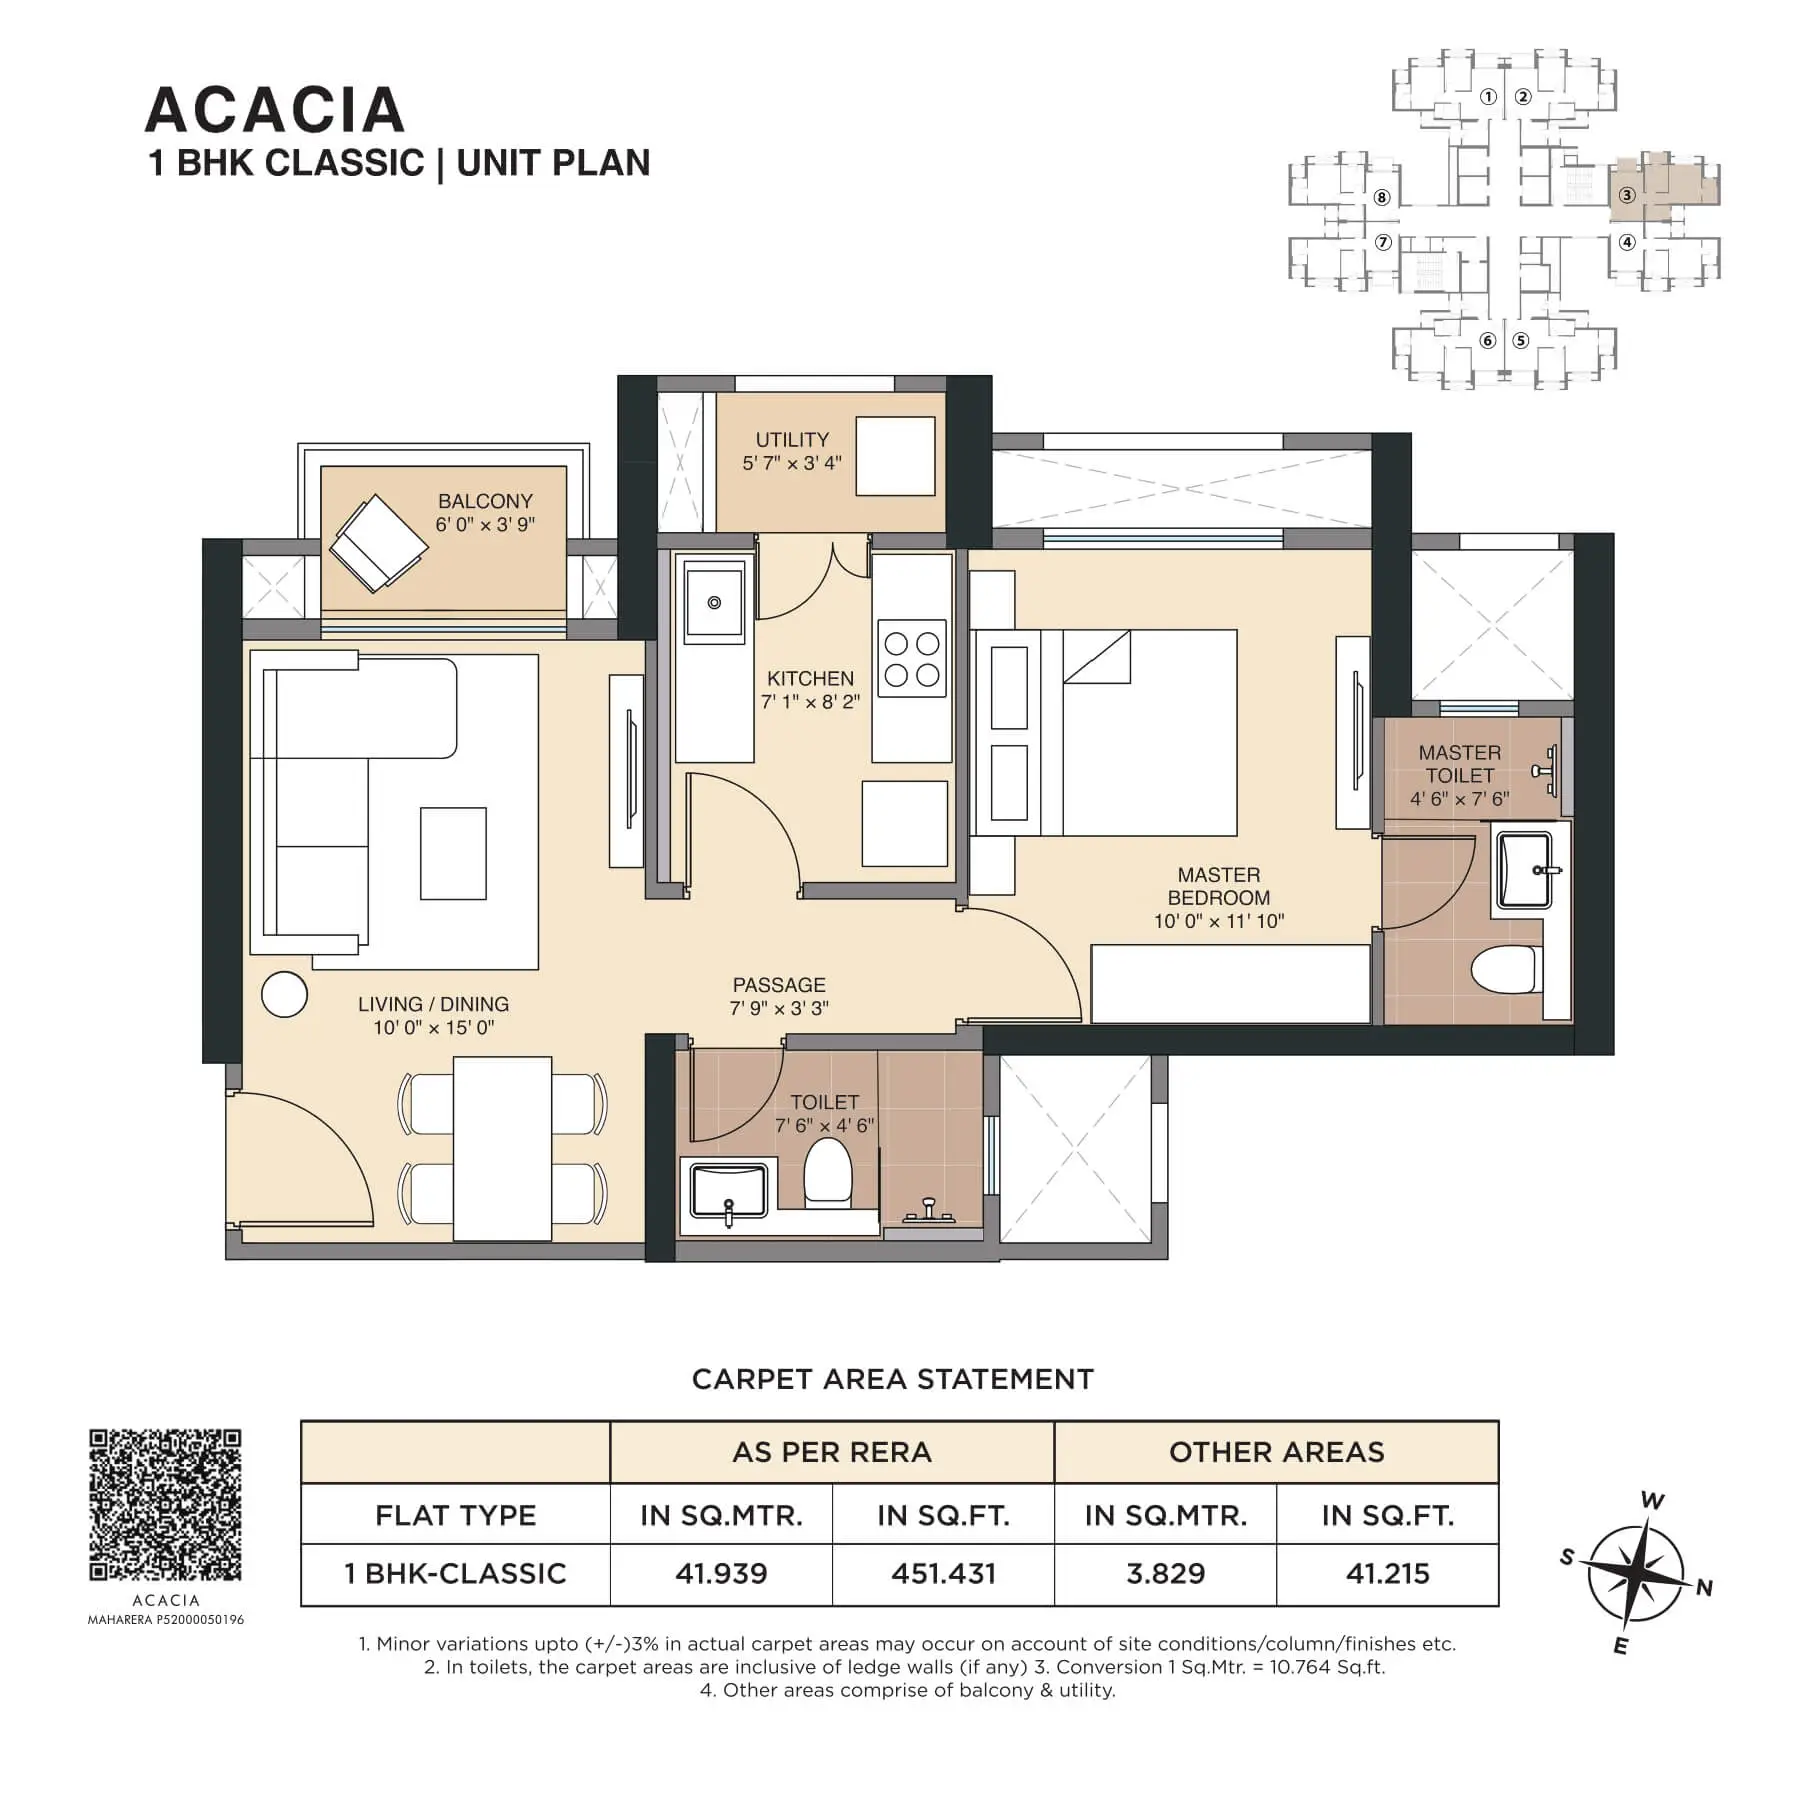 ACACIA
1 BHK CLASSIC | UNIT PLAN
1
2
8
3
7
4
6
5
UTILITY
5' 7" × 3' 4"
BALCONY
6' 0" × 3' 9"
KITCHEN
7' 1" × 8' 2"
MASTER
TOILET
4' 6" × 7' 6"
MASTER
BEDROOM
10' 0" × 11' 10"
PASSAGE
7' 9" × 3' 3"
LIVING / DINING
10' 0" × 15' 0"
TOILET
7' 6" × 4' 6"
CARPET AREA STATEMENT
AS PER RERA OTHER AREAS
FLAT TYPE IN SQ.MTR. IN SQ.FT. IN SQ.MTR. IN SQ.FT.
1 BHK-CLASSIC 41.939 451.431 3.829 41.215
ACACIA
MAHARERA P52000050196
W
S
N
E
1. Minor variations upto (+/-)3% in actual carpet areas may occur on account of site conditions/column/finishes etc.
2. In toilets, the carpet areas are inclusive of ledge walls (if any) 3. Conversion 1 Sq.Mtr. = 10.764 Sq.ft.
4. Other areas comprise of balcony & utility.